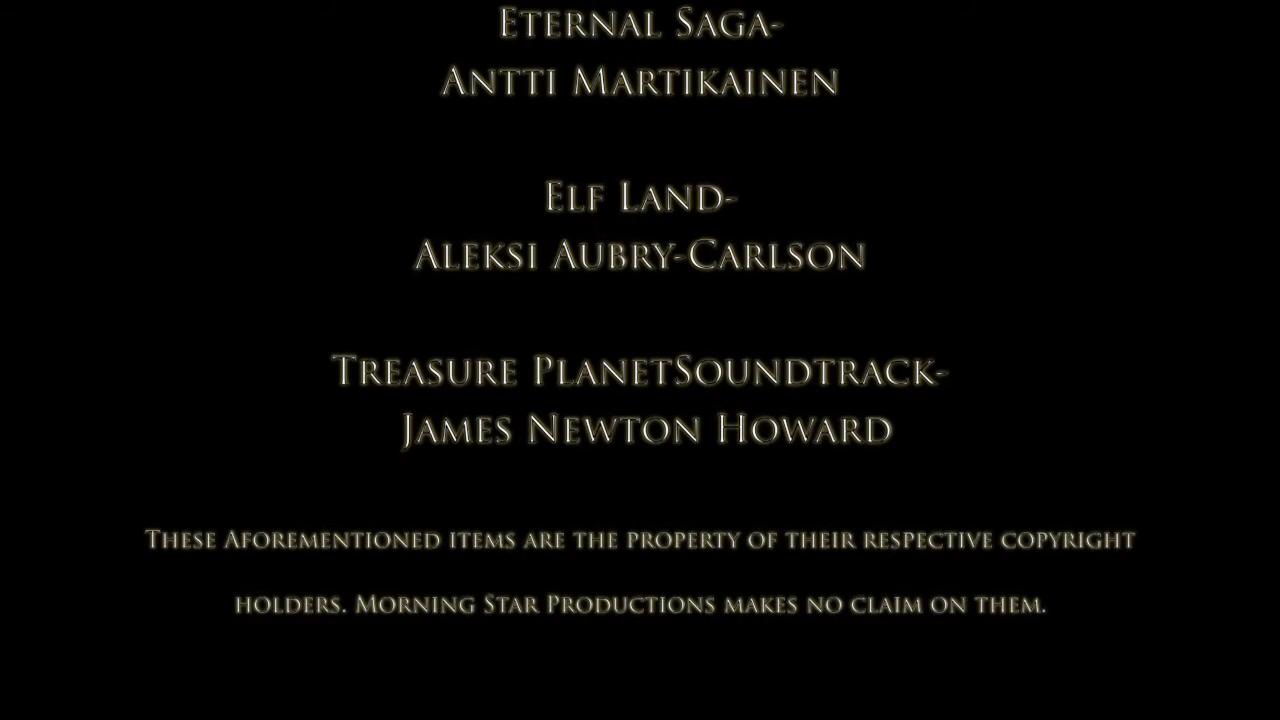 Eternal Saga-
Antti Martikainen
Elf Land-
Aleksi Aubry-Carlson
Treasure PlanetSoundtrack-
James Newton Howard
These Aforementioned items are the property of their respective copyright
holders. Morning Star Productions makes no claim on them.